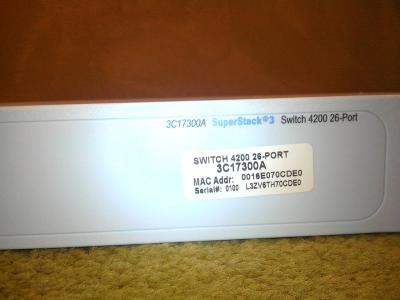 3C17300A SuperStack®3 Switch 4200 26-Port
SWITCH 4200 26-PORT
3C17300A
MAC Addr: 0016E070CDE0
Serial#: 0100 L3ZV6TH70CDE0